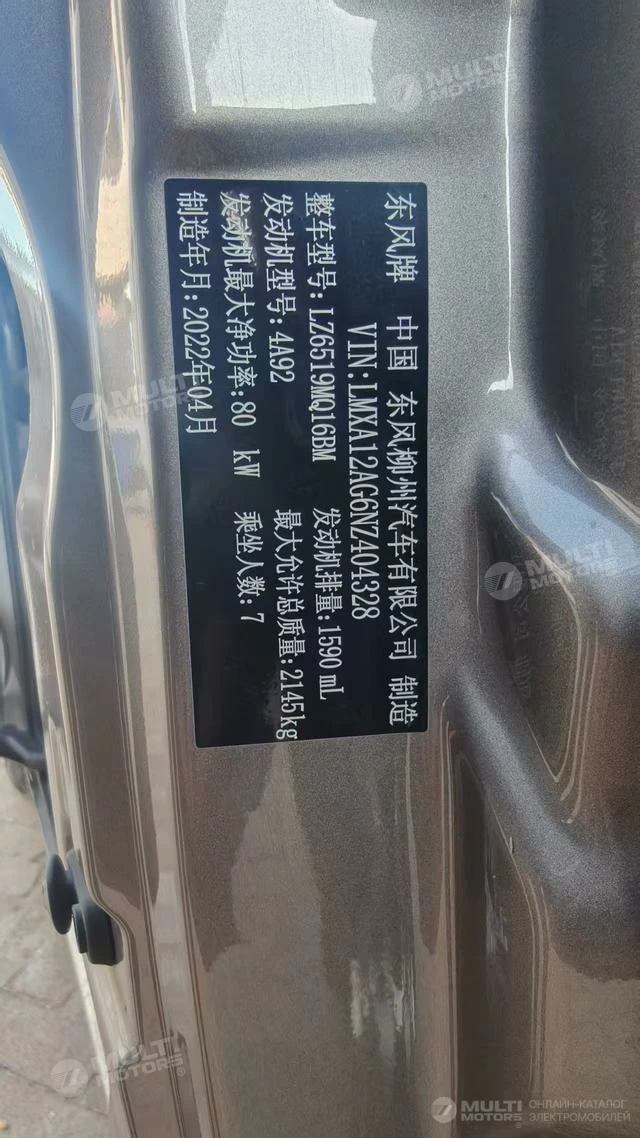 东风牌 中国 东风柳州汽车有限公司 制造
VIN:LMXA12AG6NZ404328
整车型号:LZ6519MQ16BM 发动机排量:1590 mL
发动机型号:4A92 最大允许总质量:2145kg
发动机最大净功率:80 kW 乘坐人数:7
制造年月:2022年04月
MULTI MOTORS
MULTI MOTORS
MULTI MOTORS
MULTI MOTORS
MULTI MOTORS
ОНЛАЙН-КАТАЛОГ
ЭЛЕКТРОМОБИЛЕЙ